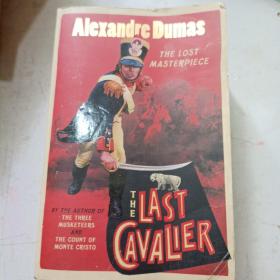 Alexandre Dumas
THE LOST
MASTERPIECE
BY THE AUTHOR OF
THE THREE
MUSKETEERS
AND
THE COUNT OF
MONTE CRISTO
THE
LAST
CAVALIER